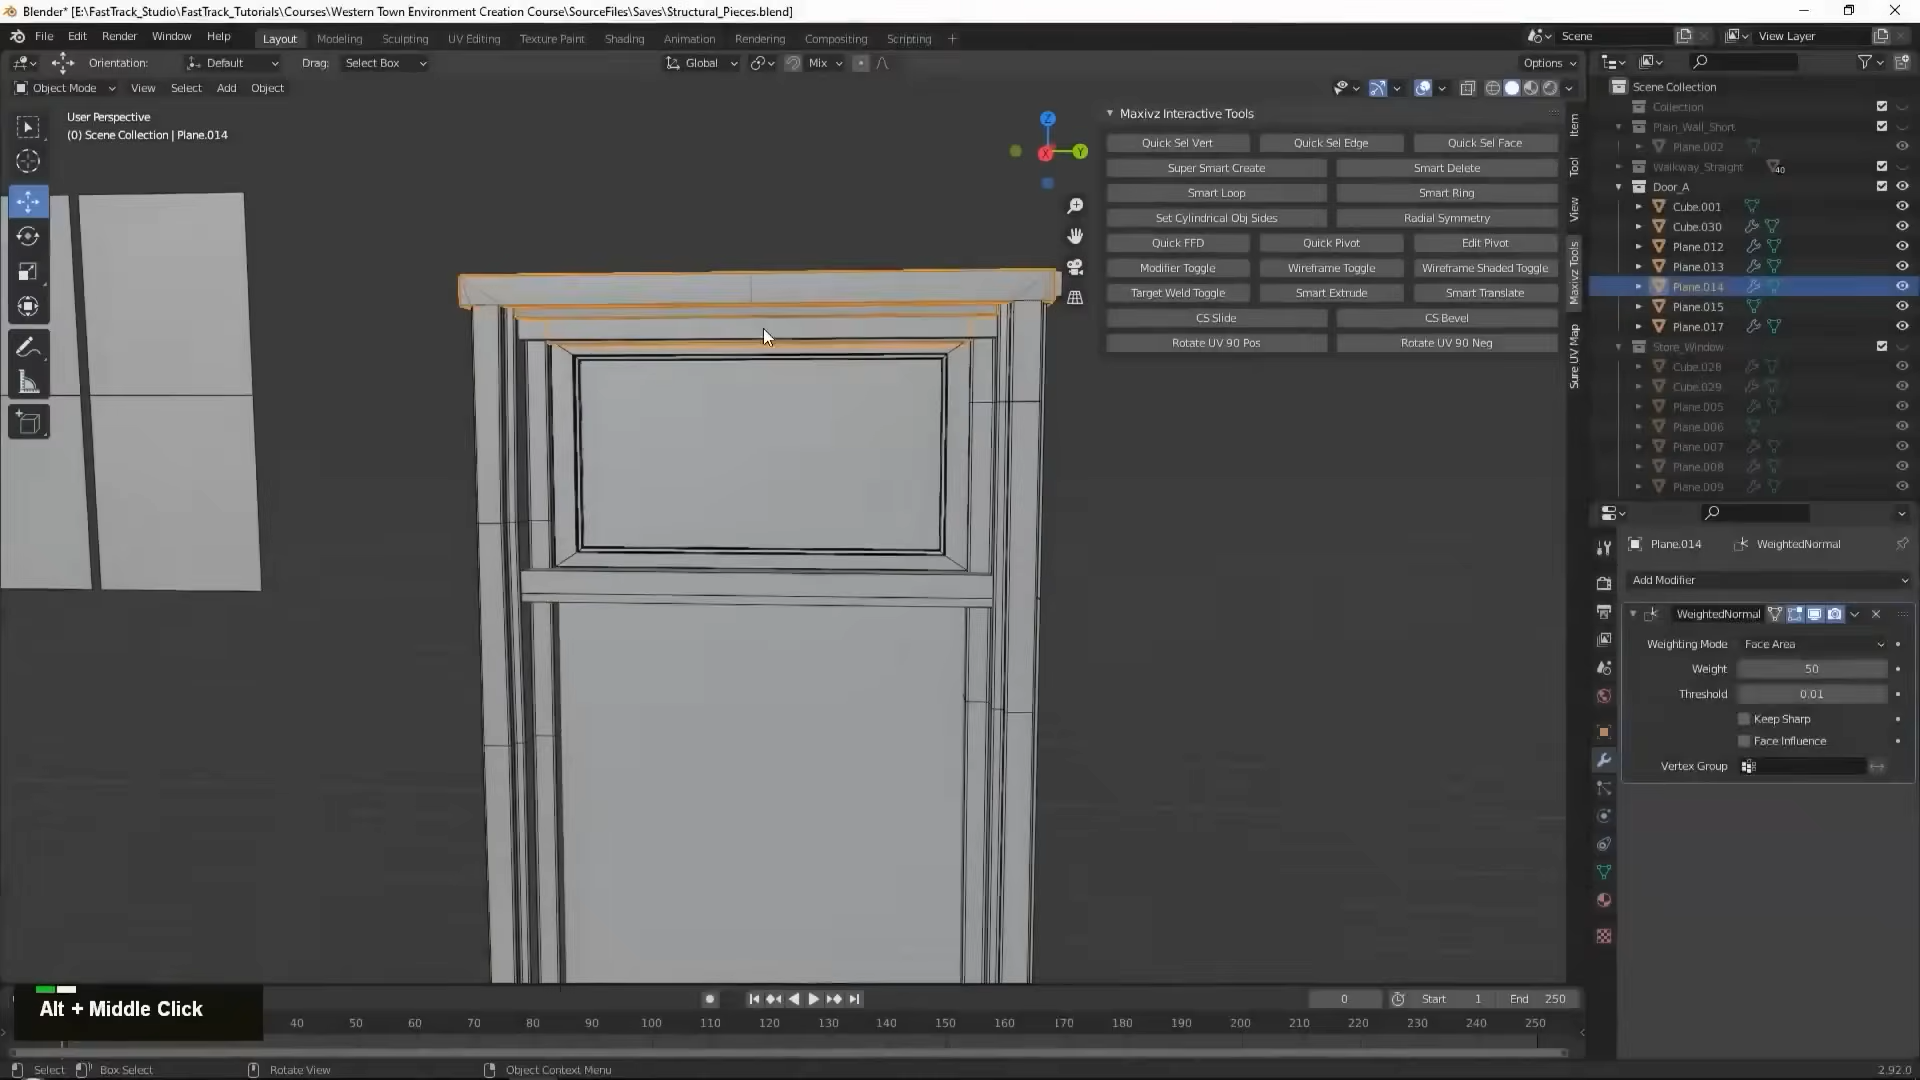 Blender* [E:\FastTrack_Studio\FastTrack_Tutorials\Courses\Western Town Environment Creation Course\SourceFiles\Saves\Structural_Pieces.blend]
File Edit Render Window Help Layout Modeling Sculpting UV Editing Texture Paint Shading Animation Rendering Compositing Scripting + Scene View Layer
Orientation: Default Drag: Select Box Global Mix Options
Object Mode View Select Add Object
User Perspective
(0) Scene Collection | Plane.014
Z
X
Y
Maxivz Interactive Tools
Quick Sel Vert Quick Sel Edge Quick Sel Face
Super Smart Create Smart Delete
Smart Loop Smart Ring
Set Cylindrical Obj Sides Radial Symmetry
Quick FFD Quick Pivot Edit Pivot
Modifier Toggle Wireframe Toggle Wireframe Shaded Toggle
Target Weld Toggle Smart Extrude Smart Translate
CS Slide CS Bevel
Rotate UV 90 Pos Rotate UV 90 Neg
Item
Tool
View
Maxivz Tools
Sure UV Map
Scene Collection
Collection
Plain_Wall_Short
Plane.002
Walkway_Straight 40
Door_A
Cube.001
Cube.030
Plane.012
Plane.013
Plane.014
Plane.015
Plane.017
Store_Window
Cube.028
Cube.029
Plane.005
Plane.006
Plane.007
Plane.008
Plane.009
Plane.014 WeightedNormal
Add Modifier
WeightedNormal
Weighting Mode Face Area
Weight 50
Threshold 0.01
Keep Sharp
Face Influence
Vertex Group
Alt + Middle Click
0 Start 1 End 250
40 50 60 70 80 90 100 110 120 130 140 150 160 170 180 190 200 210 220 230 240 250
Select Box Select Rotate View Object Context Menu 2.92.0